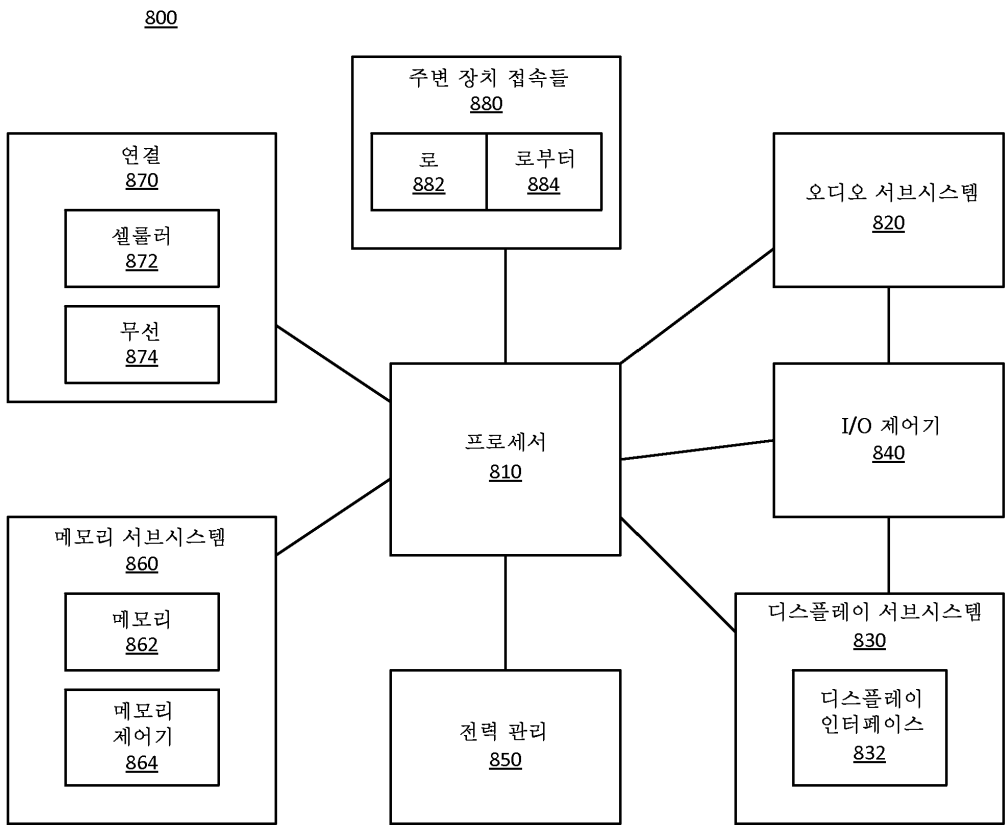 800
주변 장치 접속들
880
로
882
로부터
884
연결
870
셀룰러
872
무선
874
오디오 서브시스템
820
프로세서
810
I/O 제어기
840
메모리 서브시스템
860
메모리
862
메모리
제어기
864
전력 관리
850
디스플레이 서브시스템
830
디스플레이
인터페이스
832